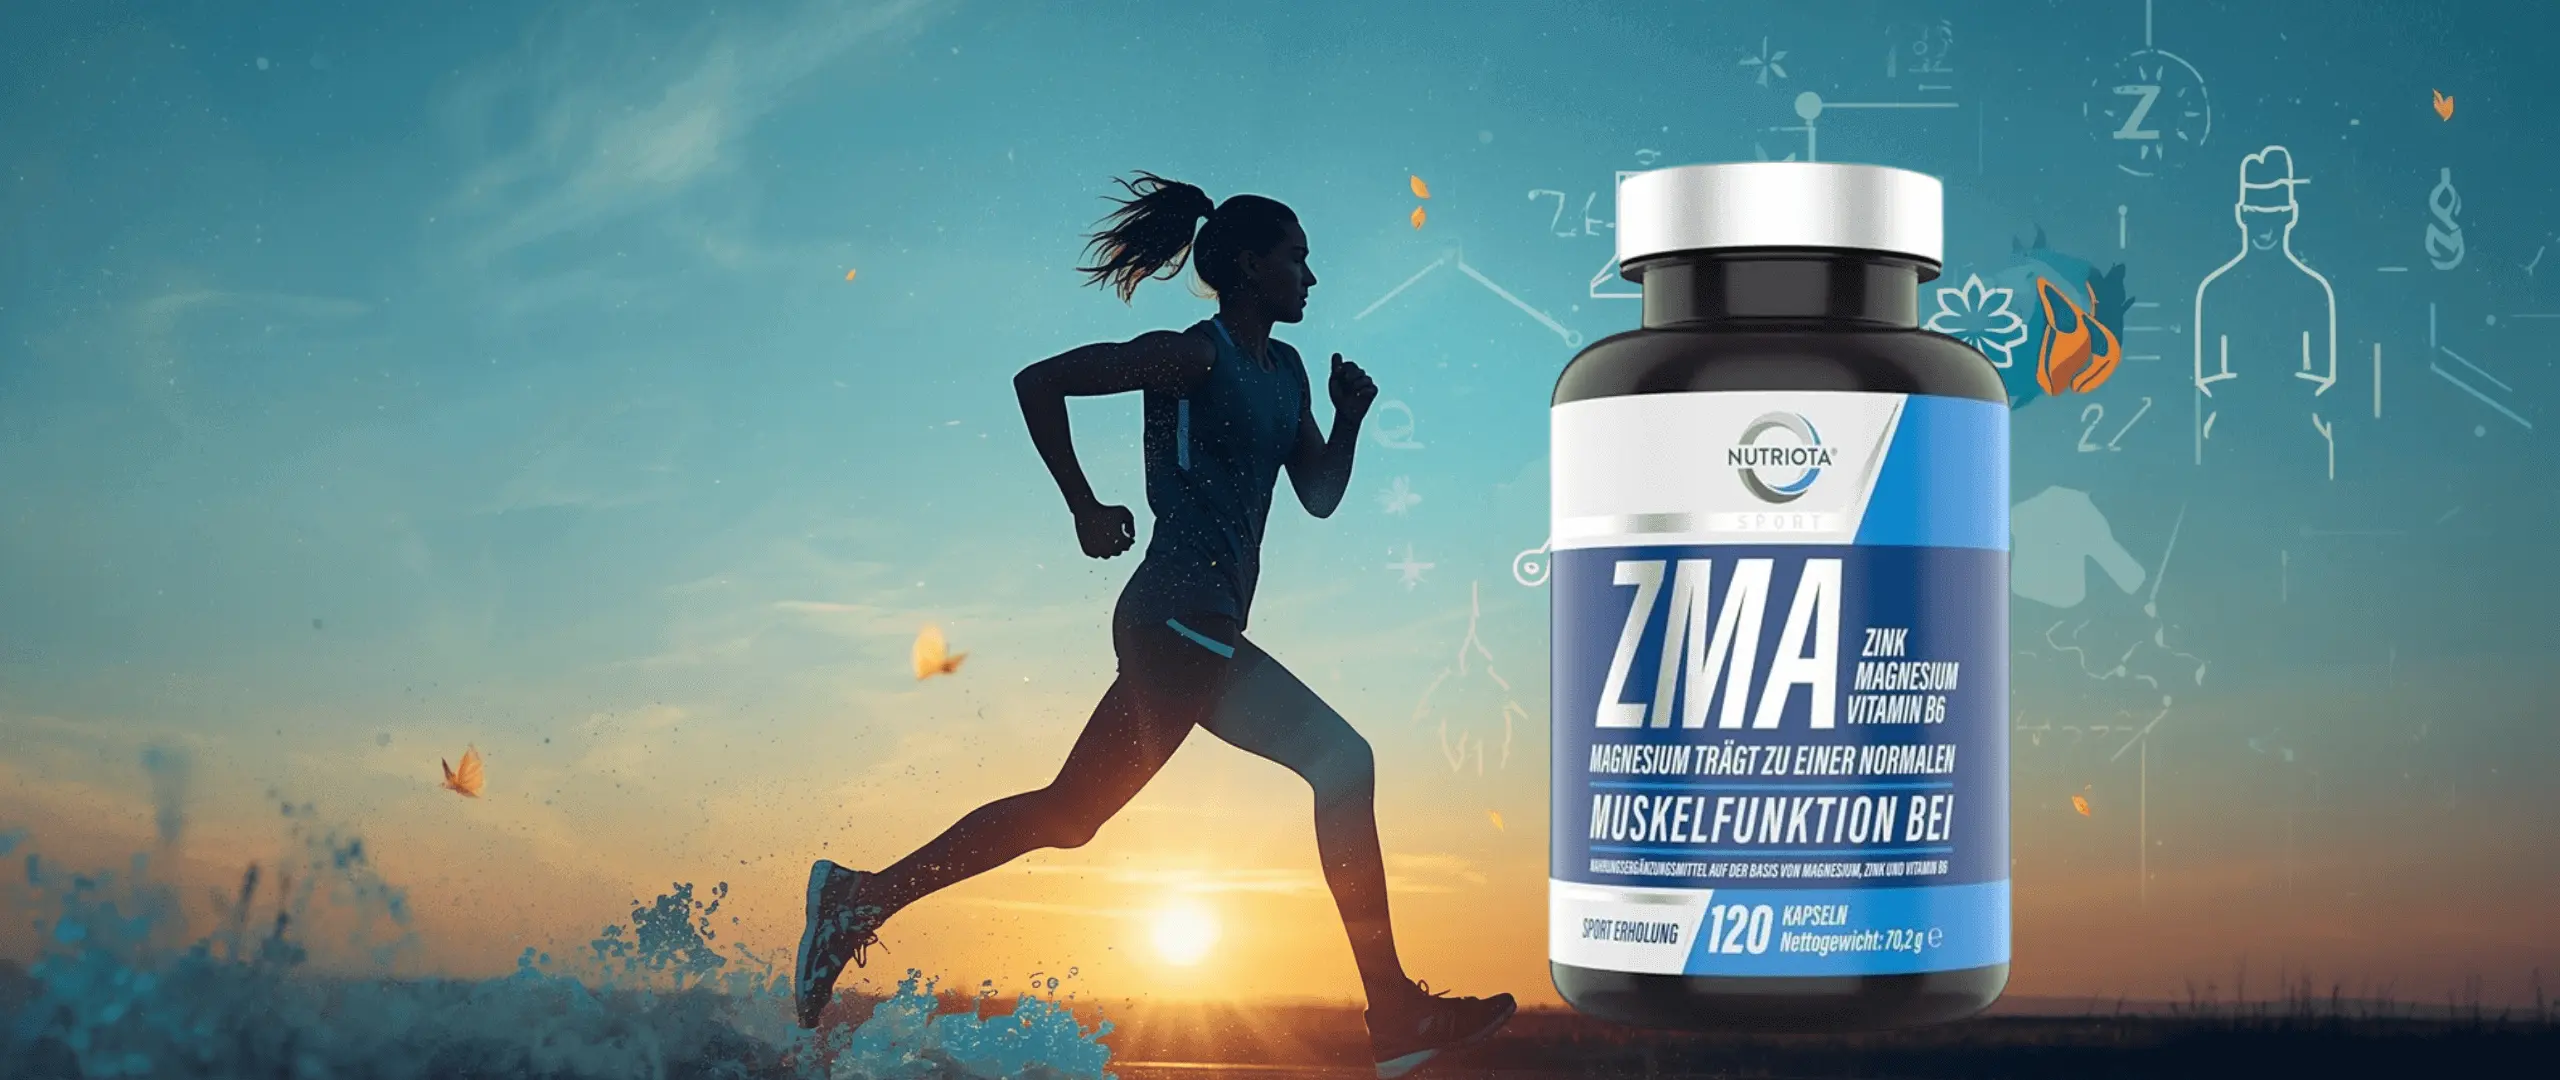 Z
NUTRIOTA®
SPORT
ZMA
ZINK
MAGNESIUM
VITAMIN B6
MAGNESIUM TRÄGT ZU EINER NORMALEN
MUSKELFUNKTION BEI
NAHRUNGSERGÄNZUNGSMITTEL AUF DER BASIS VON MAGNESIUM, ZINK UND VITAMIN B6
SPORT ERHOLUNG
120
KAPSELN
Nettogewicht: 70,2 g ℮